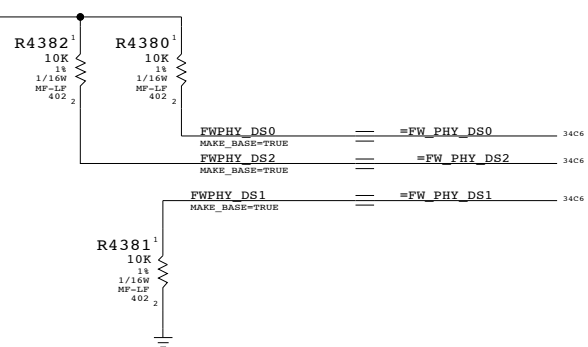 R4382 1
10K
1%
1/16W
MF-LF
402
2
R4380 1
10K
1%
1/16W
MF-LF
402
2
FWPHY_DS0 =FW_PHY_DS0 34C6
MAKE_BASE=TRUE
FWPHY_DS2 =FW_PHY_DS2 34C6
MAKE_BASE=TRUE
FWPHY_DS1 =FW_PHY_DS1 34C6
MAKE_BASE=TRUE
R4381 1
10K
1%
1/16W
MF-LF
402
2